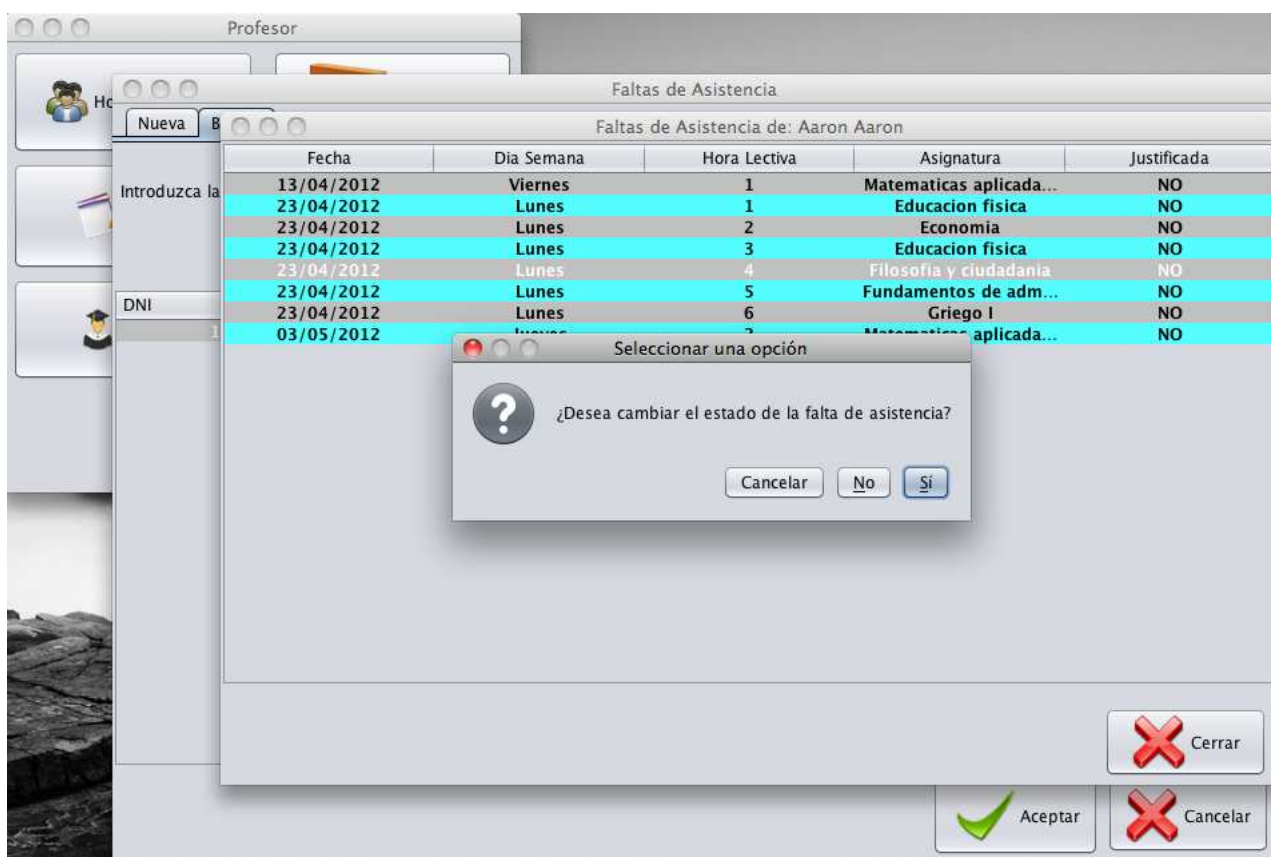 Profesor
Faltas de Asistencia
Nueva
Faltas de Asistencia de: Aaron Aaron
Introduzca la
DNI
Fecha Dia Semana Hora Lectiva Asignatura Justificada
13/04/2012 Viernes 1 Matematicas aplicada... NO
23/04/2012 Lunes 1 Educacion fisica NO
23/04/2012 Lunes 2 Economia NO
23/04/2012 Lunes 3 Educacion fisica NO
23/04/2012 Lunes 4 Filosofia y ciudadania NO
23/04/2012 Lunes 5 Fundamentos de adm... NO
23/04/2012 Lunes 6 Griego I NO
03/05/2012 Jueves Matematicas aplicada... NO
Seleccionar una opción
¿Desea cambiar el estado de la falta de asistencia?
Cancelar No Sí
Cerrar
Aceptar Cancelar